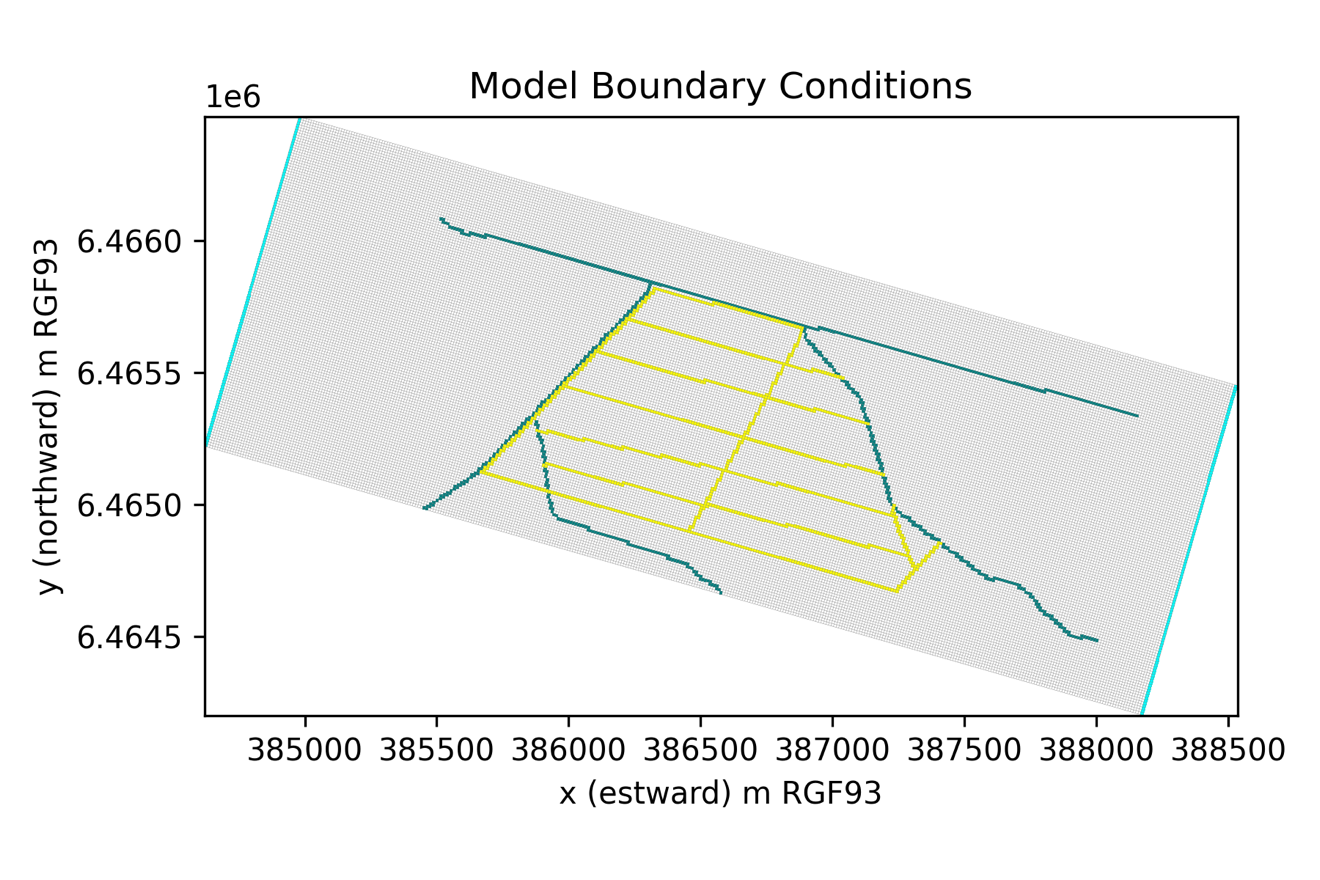 Model Boundary Conditions
1e6
6.4660
6.4655
6.4650
6.4645
y (northward) m RGF93
385000 385500 386000 386500 387000 387500 388000 388500
x (estward) m RGF93